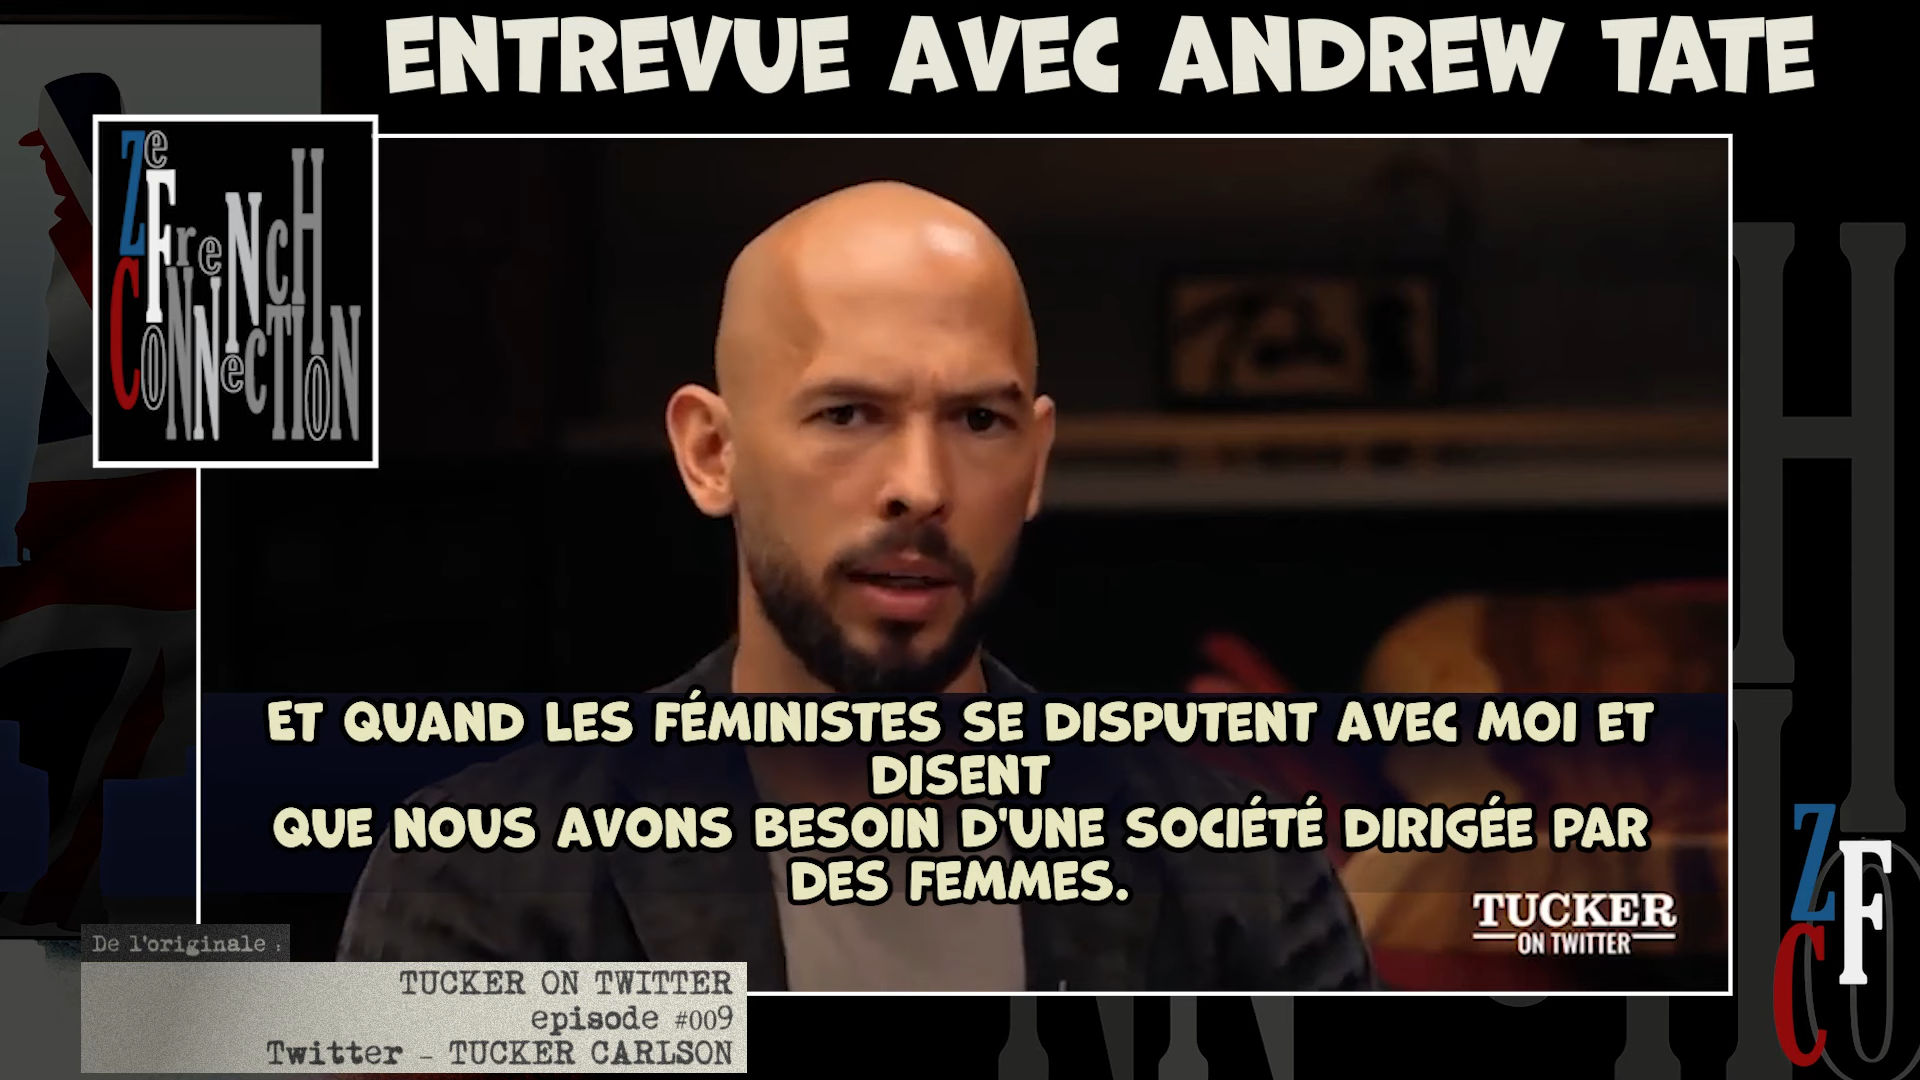 ENTREVUE AVEC ANDREW TATE
Ze
FreNcH
CoNNectIoN
ET QUAND LES FÉMINISTES SE DISPUTENT AVEC MOI ET
DISENT
QUE NOUS AVONS BESOIN D'UNE SOCIÉTÉ DIRIGÉE PAR
DES FEMMES.
TUCKER
ON TWITTER
De l'originale :
TUCKER ON TWITTER
episode #009
Twitter - TUCKER CARLSON
ZFC